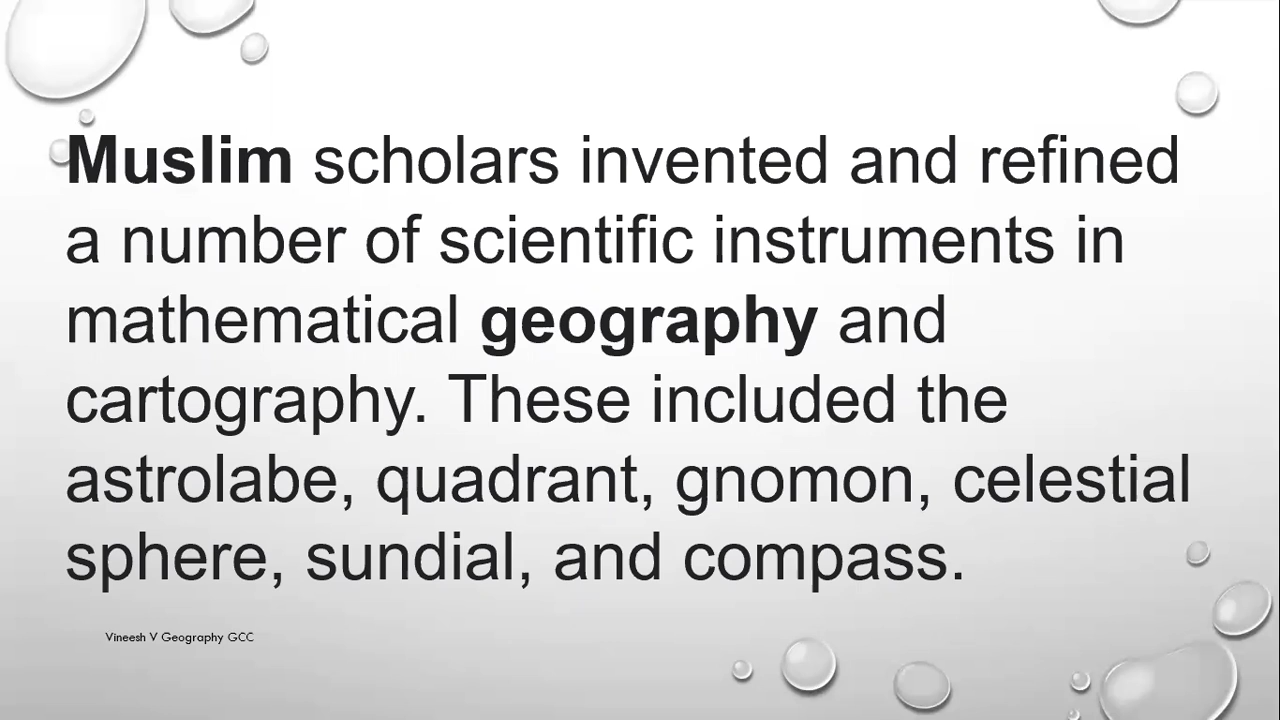 Muslim scholars invented and refined
a number of scientific instruments in
mathematical geography and
cartography. These included the
astrolabe, quadrant, gnomon, celestial
sphere, sundial, and compass.
Vineesh V Geography GCC